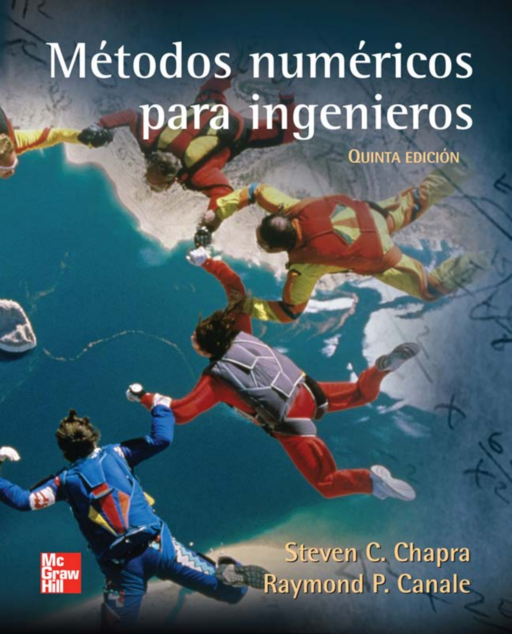 Métodos numéricos
para ingenieros
QUINTA EDICIÓN
Steven C. Chapra
Raymond P. Canale
Mc
Graw
Hill